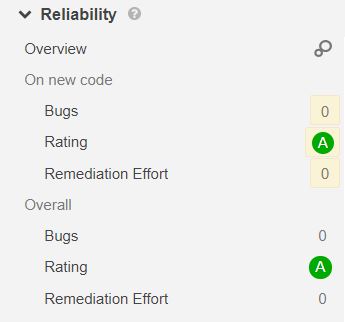 Reliability ?
Overview
On new code
Bugs 0
Rating A
Remediation Effort 0
Overall
Bugs 0
Rating A
Remediation Effort 0